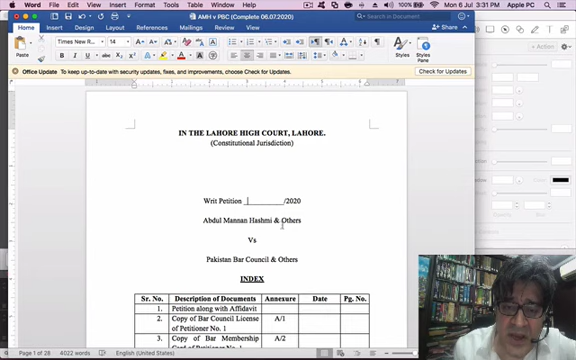 Word File Edit View Insert Format Tools Table Window Help
41% Mon 6 Jul 3:31 PM Apple PC
AMH v PBC (Complete 06.07.2020)
Search in Document
Home Insert Design Layout References Mailings Review View
Share
Paste
Times New R... 14
Styles
Styles Pane
Action
Office Update To keep up-to-date with security updates, fixes, and improvements, choose Check for Updates.
Check for Updates
IN THE LAHORE HIGH COURT, LAHORE.
(Constitutional Jurisdiction)
Writ Petition _________/2020
Abdul Mannan Hashmi & Others
Vs
Pakistan Bar Council & Others
INDEX
Sr. No. Description of Documents Annexure Date Pg. No.
1. Petition along with Affidavit
2. Copy of Bar Council License of Petitioner No. 1 A/1
3. Copy of Bar Membership A/2
Page 1 of 28 4022 words English (United States)